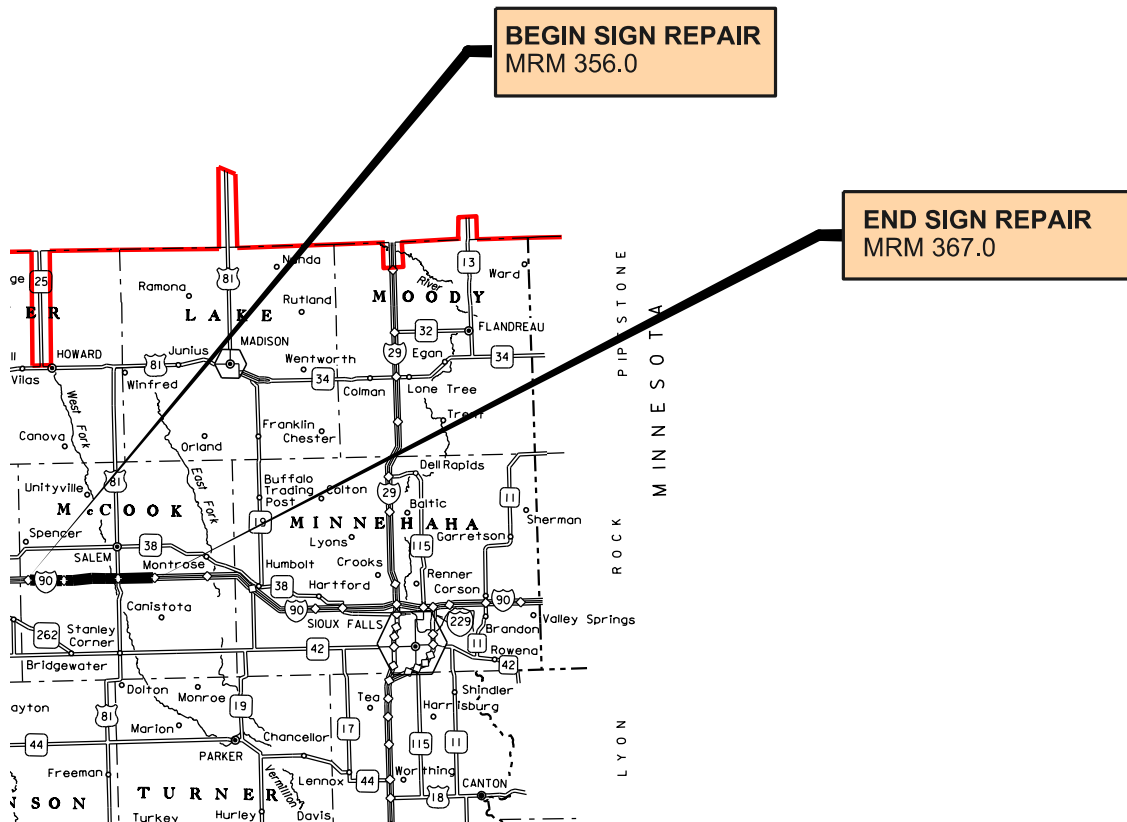 BEGIN SIGN REPAIR
MRM 356.0
END SIGN REPAIR
MRM 367.0
PIPESTONE
MINNESOTA
ROCK
LYON
25
81
13
Ward
Nunda
River
ge
Ramona
Rutland
MOODY
ER
LAKE
32
FLANDREAU
MADISON
HOWARD
81
Junius
Wentworth
29
Egan
34
ll
Vilas
Winfred
34
Colman
Lone Tree
West Fork
Trent
Canova
Orland
Franklin
Chester
81
Buffalo
Trading
Post
Colton
Dell Rapids
29
11
Unityville
McCOOK
East Fork
Baltic
Sherman
MINNEHAHA
19
Spencer
Lyons
115
Garretson
SALEM
38
Montrose
Humbolt
Crooks
Renner
90
38
Hartford
Corson
90
Canistota
90
SIOUX FALLS
229
Brandon
Valley Springs
262
Stanley
Corner
11
Rowena
42
42
Bridgewater
Dolton
Monroe
Tea
Shindler
ayton
81
19
Harrisburg
Marion
17
Chancellor
115
11
44
PARKER
Freeman
Vermillion
Lennox
44
Worthing
CANTON
SON
TURNER
18
Turkey
Hurley
Davis